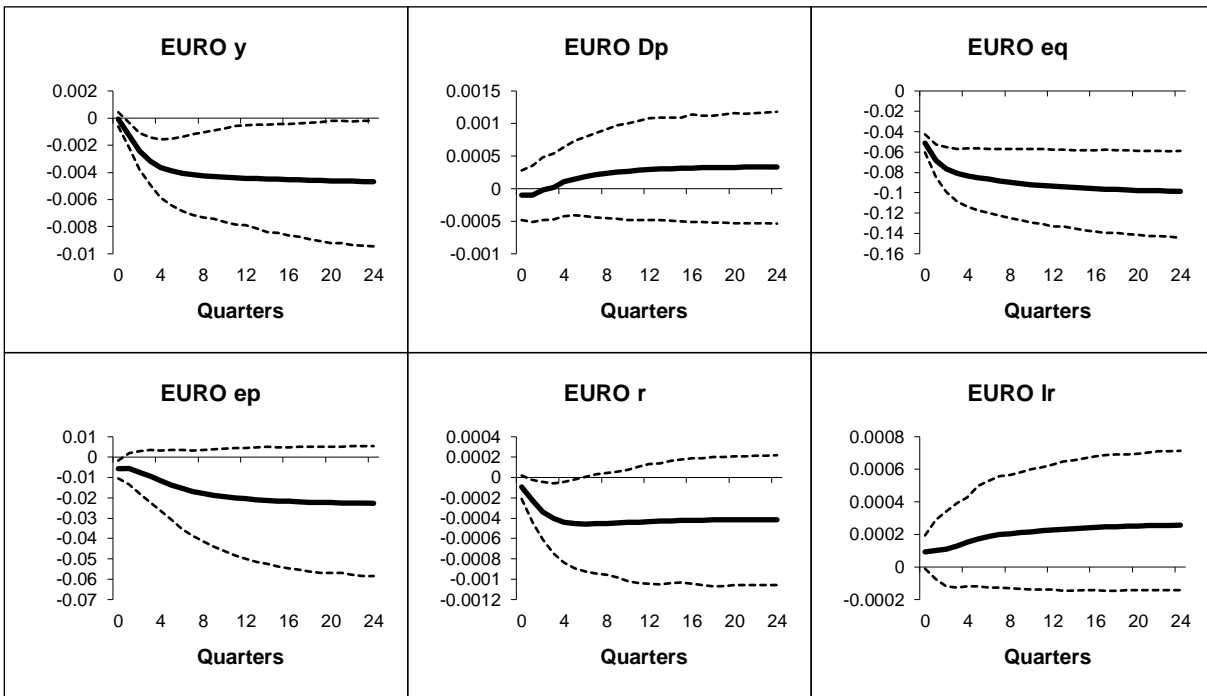 EURO y
0.002
0
-0.002
-0.004
-0.006
-0.008
-0.01
0 4 8 12 16 20 24
Quarters
EURO Dp
0.0015
0.001
0.0005
0
-0.0005
-0.001
0 4 8 12 16 20 24
Quarters
EURO eq
0
-0.02
-0.04
-0.06
-0.08
-0.1
-0.12
-0.14
-0.16
0 4 8 12 16 20 24
Quarters
EURO ep
0.01
0
-0.01
-0.02
-0.03
-0.04
-0.05
-0.06
-0.07
0 4 8 12 16 20 24
Quarters
EURO r
0.0004
0.0002
0
-0.0002
-0.0004
-0.0006
-0.0008
-0.001
-0.0012
0 4 8 12 16 20 24
Quarters
EURO lr
0.0008
0.0006
0.0004
0.0002
0
-0.0002
0 4 8 12 16 20 24
Quarters